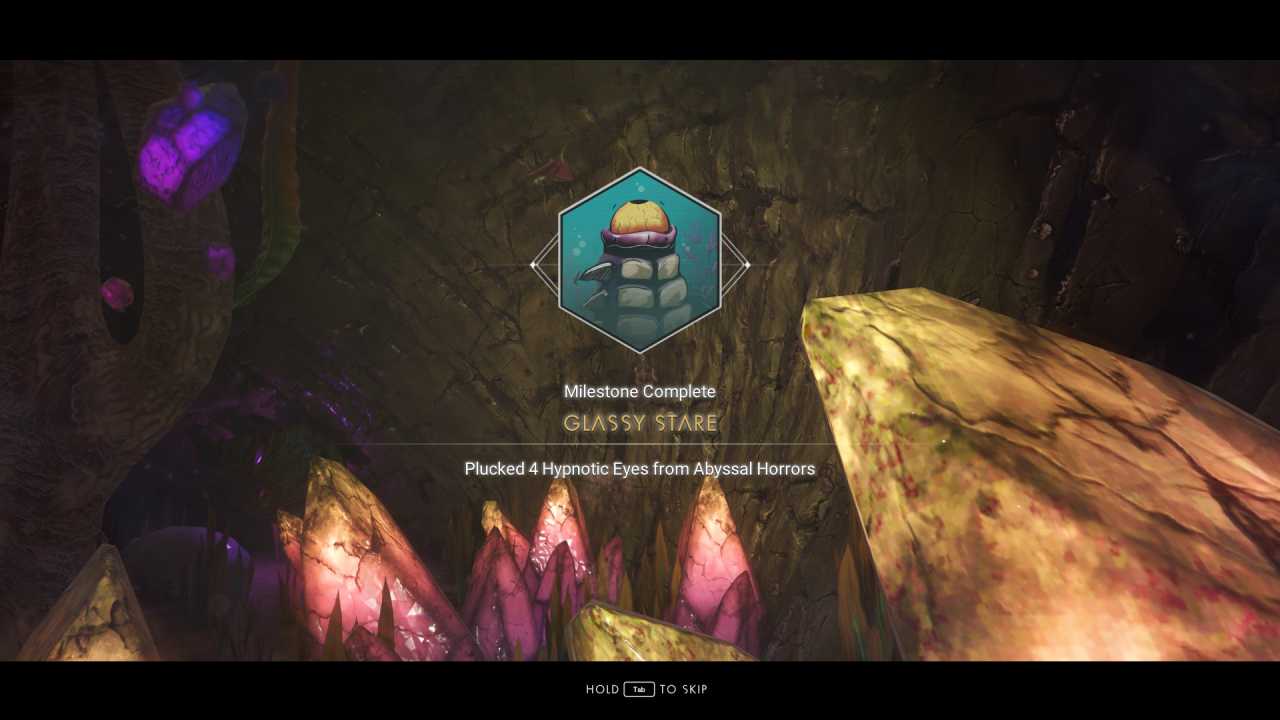 Milestone Complete
GLASSY STARE
Plucked 4 Hypnotic Eyes from Abyssal Horrors
HOLD Tab TO SKIP